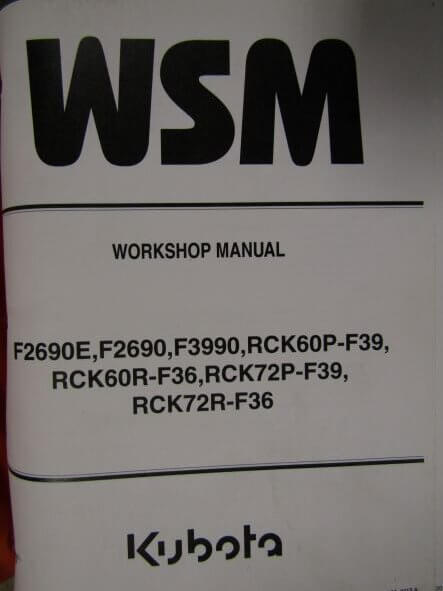 WSM
WORKSHOP MANUAL
F2690E,F2690,F3990,RCK60P-F39,
RCK60R-F36,RCK72P-F39,
RCK72R-F36
Kubota